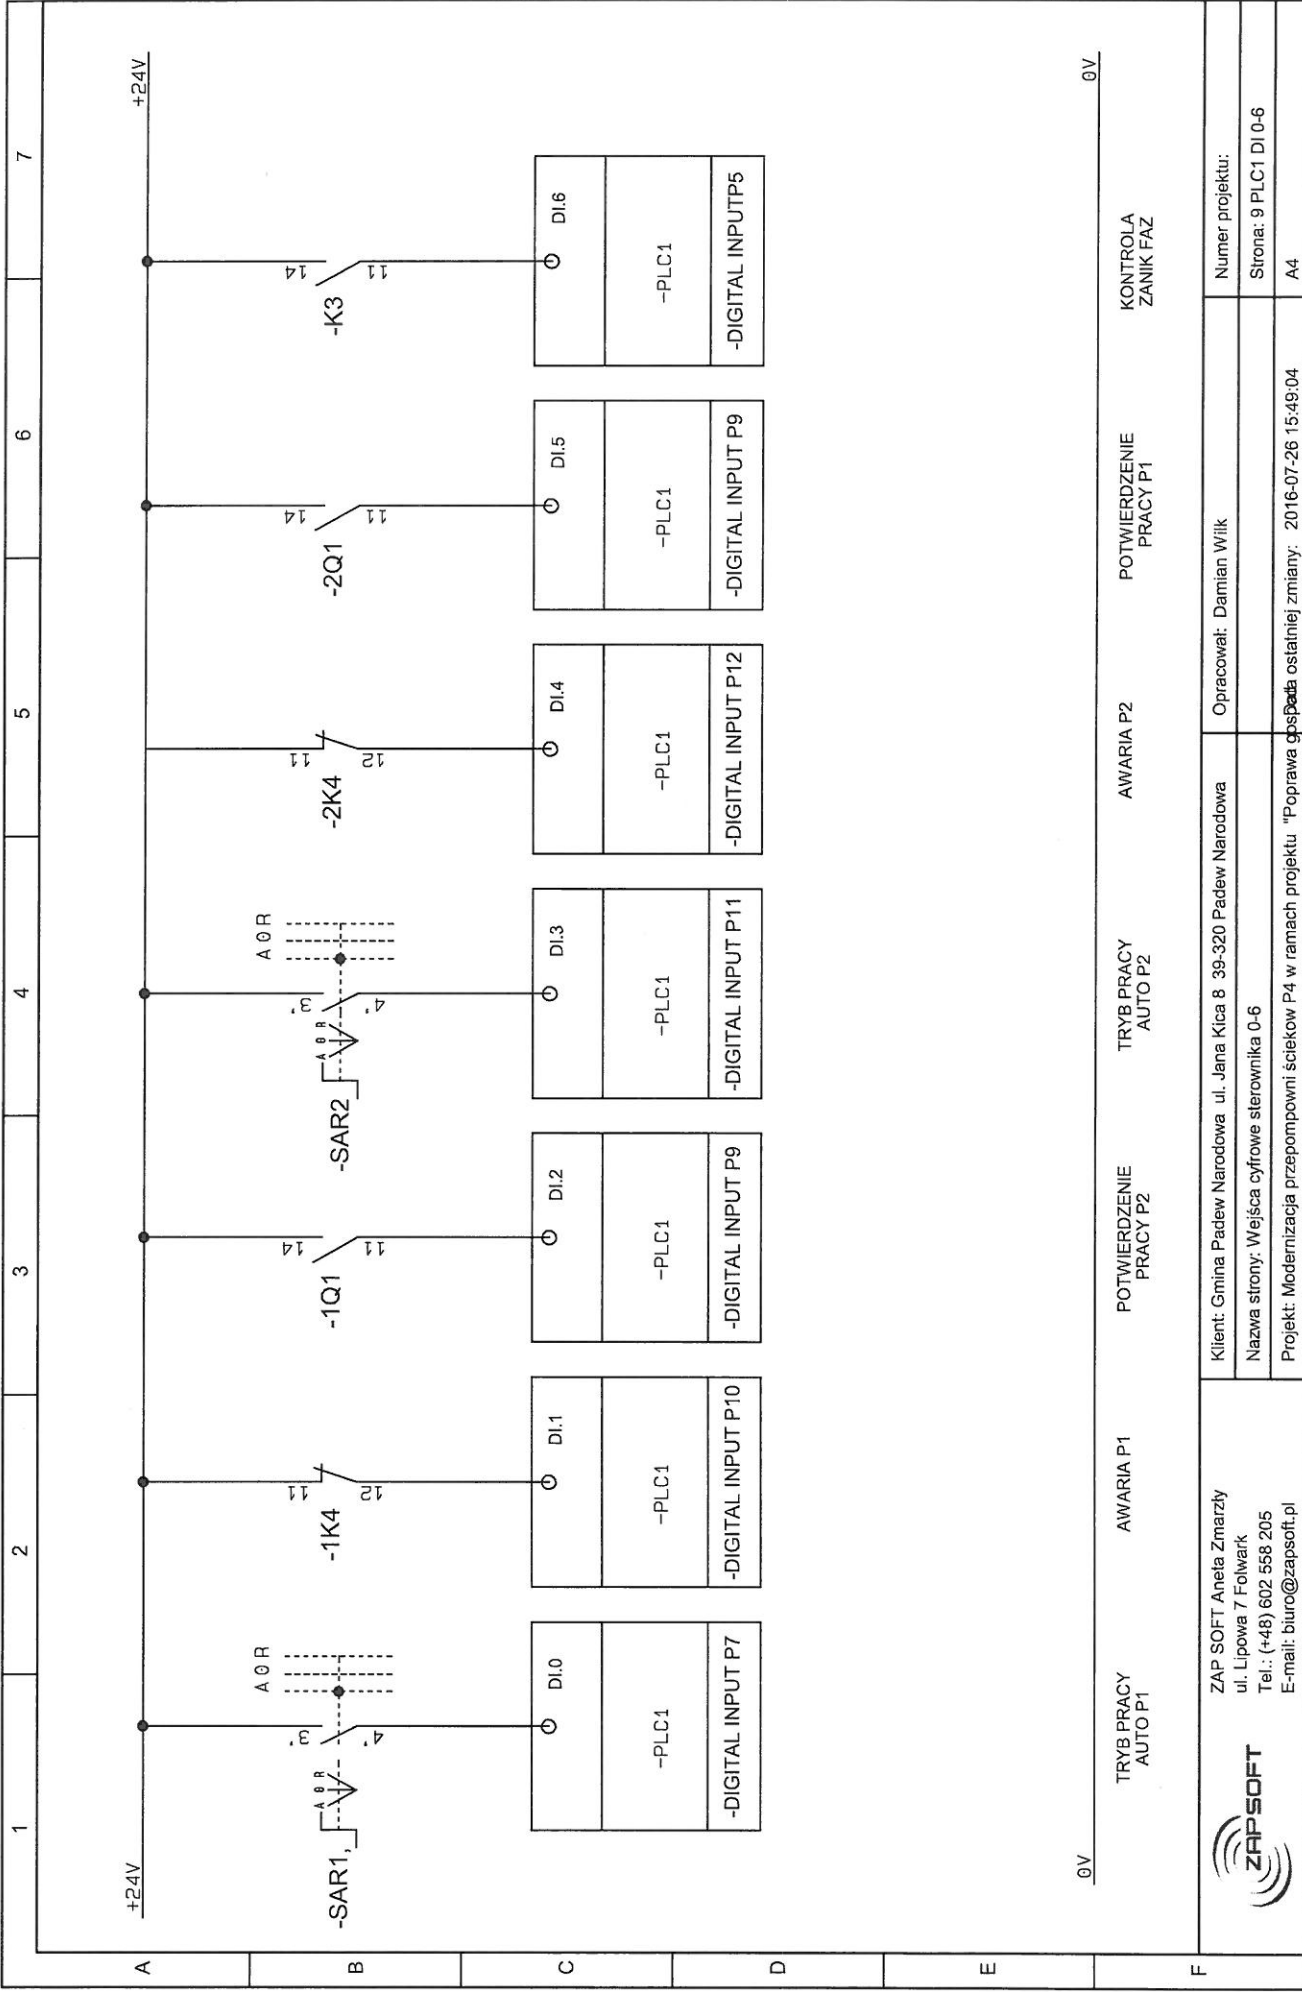 1 2 3 4 5 6 7
A
B
C
D
E
F
+24V +24V
A 0 R A 0 R
3' 11 14 3' 11 14 14
-SAR1, A 0 R -1K4 -1Q1 -SAR2 A 0 R -2K4 -2Q1 -K3
4' 12 11 4' 12 11 11
DI.0 DI.1 DI.2 DI.3 DI.4 DI.5 DI.6
-PLC1 -PLC1 -PLC1 -PLC1 -PLC1 -PLC1 -PLC1
-DIGITAL INPUT P7 -DIGITAL INPUT P10 -DIGITAL INPUT P9 -DIGITAL INPUT P11 -DIGITAL INPUT P12 -DIGITAL INPUT P9 -DIGITAL INPUTP5
0V 0V
TRYB PRACY
AUTO P1
AWARIA P1
POTWIERDZENIE
PRACY P2
TRYB PRACY
AUTO P2
AWARIA P2
POTWIERDZENIE
PRACY P1
KONTROLA
ZANIK FAZ
ZAPSOFT
ZAP SOFT Aneta Zmarzły
ul. Lipowa 7 Folwark
Tel.: (+48) 602 558 205
E-mail: biuro@zapsoft.pl
Klient: Gmina Padew Narodowa ul. Jana Kica 8 39-320 Padew Narodowa
Opracował: Damian Wilk
Numer projektu:
Nazwa strony: Wejśca cyfrowe sterownika 0-6
Strona: 9 PLC1 DI 0-6
Projekt: Modernizacja przepompowni ściekow P4 w ramach projektu "Poprawa ostatniej zmiany: 2016-07-26 15:49:04
A4